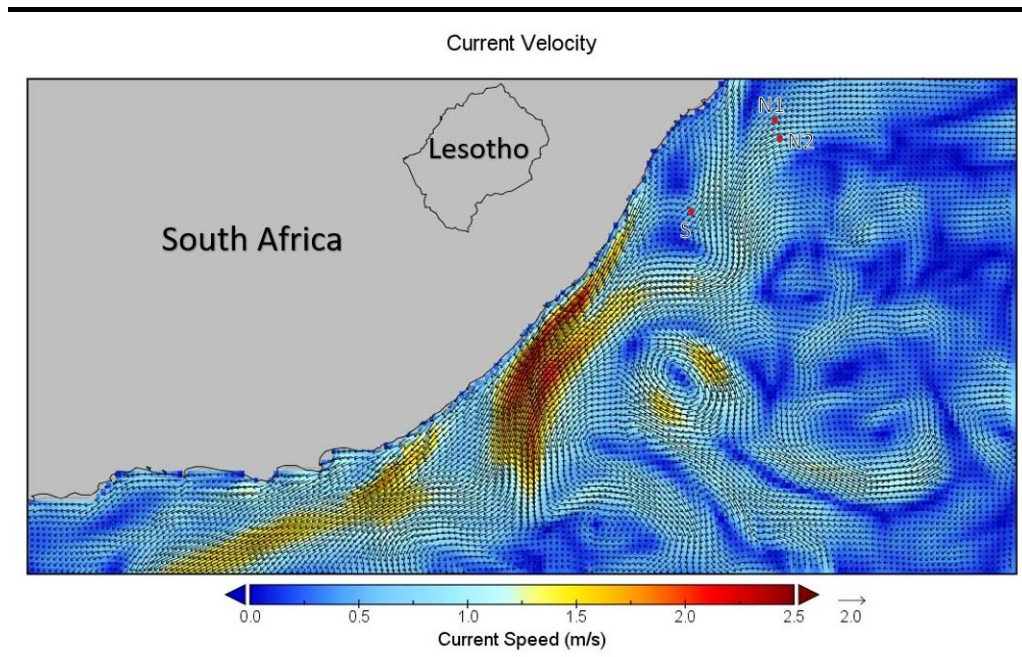 Current Velocity
N1
Lesotho
N2
South Africa
S
0.0 0.5 1.0 1.5 2.0 2.5 2.0
Current Speed (m/s)